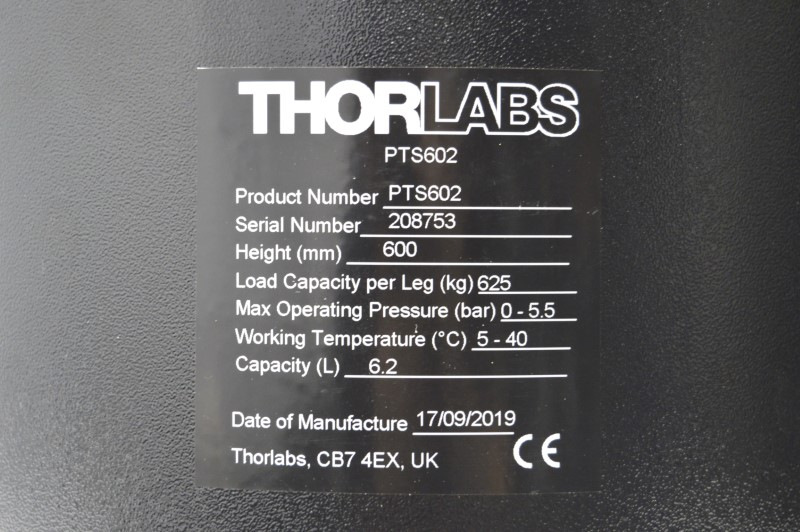 THORLABS
PTS602
Product Number PTS602
Serial Number 208753
Height (mm) 600
Load Capacity per Leg (kg) 625
Max Operating Pressure (bar) 0 - 5.5
Working Temperature (°C) 5 - 40
Capacity (L) 6.2
Date of Manufacture 17/09/2019
Thorlabs, CB7 4EX, UK CE